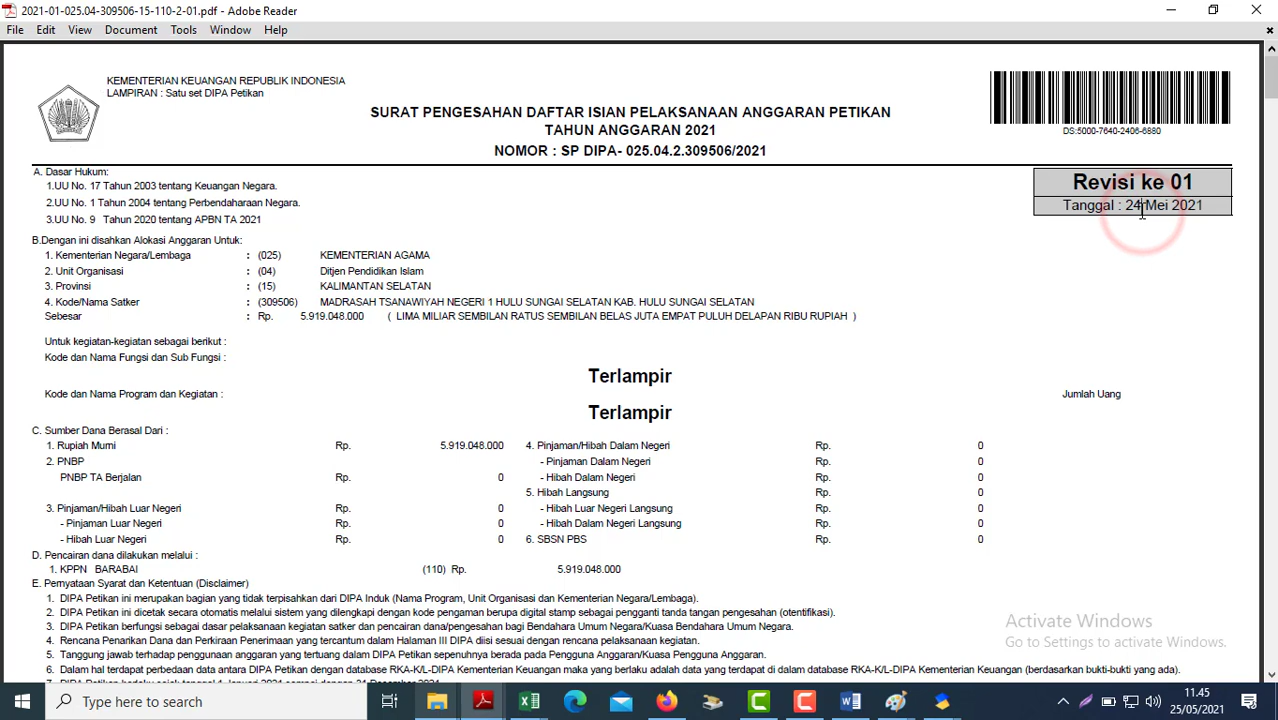 2021-01-025.04-309506-15-110-2-01.pdf - Adobe Reader
File Edit View Document Tools Window Help
KEMENTERIAN KEUANGAN REPUBLIK INDONESIA
LAMPIRAN : Satu set DIPA Petikan
SURAT PENGESAHAN DAFTAR ISIAN PELAKSANAAN ANGGARAN PETIKAN
TAHUN ANGGARAN 2021
NOMOR : SP DIPA- 025.04.2.309506/2021
DS:5000-7640-2406-6880
Revisi ke 01
Tanggal : 24 Mei 2021
A. Dasar Hukum:
1.UU No. 17 Tahun 2003 tentang Keuangan Negara.
2.UU No. 1 Tahun 2004 tentang Perbendaharaan Negara.
3.UU No. 9 Tahun 2020 tentang APBN TA 2021
B.Dengan ini disahkan Alokasi Anggaran Untuk:
1. Kementerian Negara/Lembaga : (025) KEMENTERIAN AGAMA
2. Unit Organisasi : (04) Ditjen Pendidikan Islam
3. Provinsi : (15) KALIMANTAN SELATAN
4. Kode/Nama Satker : (309506) MADRASAH TSANAWIYAH NEGERI 1 HULU SUNGAI SELATAN KAB. HULU SUNGAI SELATAN
Sebesar : Rp. 5.919.048.000 ( LIMA MILIAR SEMBILAN RATUS SEMBILAN BELAS JUTA EMPAT PULUH DELAPAN RIBU RUPIAH )
Untuk kegiatan-kegiatan sebagai berikut :
Kode dan Nama Fungsi dan Sub Fungsi :
Terlampir
Kode dan Nama Program dan Kegiatan : Jumlah Uang
Terlampir
C. Sumber Dana Berasal Dari :
1. Rupiah Murni Rp. 5.919.048.000 4. Pinjaman/Hibah Dalam Negeri Rp. 0
2. PNBP - Pinjaman Dalam Negeri Rp. 0
PNBP TA Berjalan Rp. 0 - Hibah Dalam Negeri Rp. 0
5. Hibah Langsung Rp. 0
3. Pinjaman/Hibah Luar Negeri Rp. 0 - Hibah Luar Negeri Langsung Rp. 0
- Pinjaman Luar Negeri Rp. 0 - Hibah Dalam Negeri Langsung Rp. 0
- Hibah Luar Negeri Rp. 0 6. SBSN PBS Rp. 0
D. Pencairan dana dilakukan melalui :
1. KPPN BARABAI (110) Rp. 5.919.048.000
E. Pernyataan Syarat dan Ketentuan (Disclaimer)
1. DIPA Petikan ini merupakan bagian yang tidak terpisahkan dari DIPA Induk (Nama Program, Unit Organisasi dan Kementerian Negara/Lembaga).
2. DIPA Petikan ini dicetak secara otomatis melalui sistem yang dilengkapi dengan kode pengaman berupa digital stamp sebagai pengganti tanda tangan pengesahan (otentifikasi).
3. DIPA Petikan berfungsi sebagai dasar pelaksanaan kegiatan satker dan pencairan dana/pengesahan bagi Bendahara Umum Negara/Kuasa Bendahara Umum Negara.
4. Rencana Penarikan Dana dan Perkiraan Penerimaan yang tercantum dalam Halaman III DIPA diisi sesuai dengan rencana pelaksanaan kegiatan.
5. Tanggung jawab terhadap penggunaan anggaran yang tertuang dalam DIPA Petikan sepenuhnya berada pada Pengguna Anggaran/Kuasa Pengguna Anggaran.
6. Dalam hal terdapat perbedaan data antara DIPA Petikan dengan database RKA-K/L-DIPA Kementerian Keuangan maka yang berlaku adalah data yang terdapat di dalam database RKA-K/L-DIPA Kementerian Keuangan (berdasarkan bukti-bukti yang ada).
Activate Windows
Go to Settings to activate Windows.
Type here to search
11.45
25/05/2021